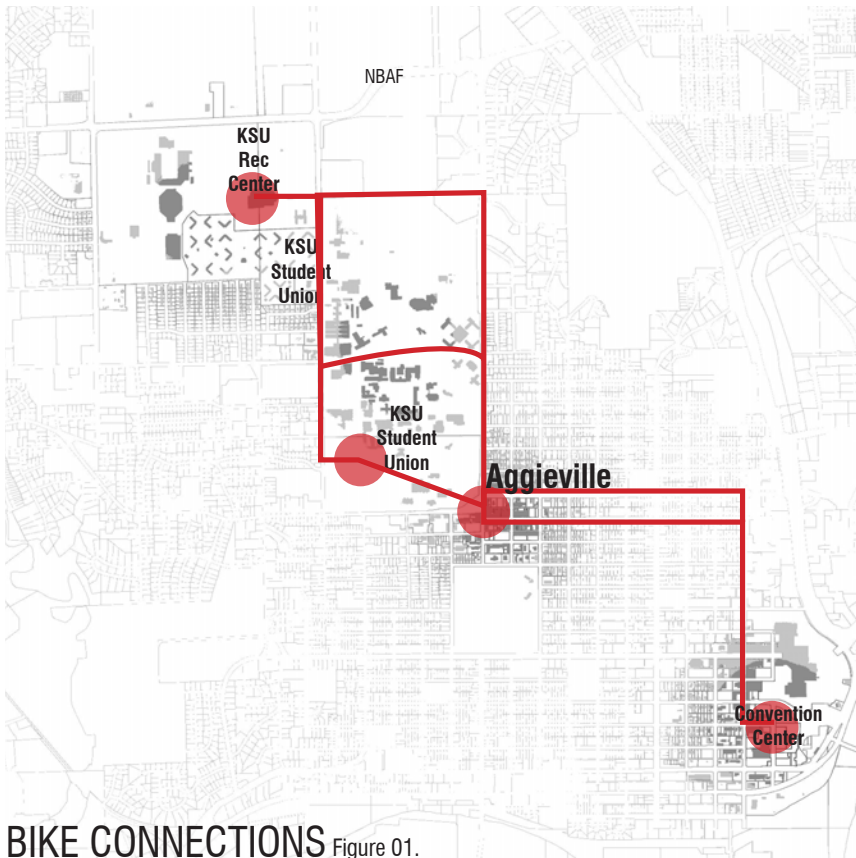 NBAF
KSU
Rec
Center
KSU
Student
Union
KSU
Student
Union
Aggieville
Convention
Center
BIKE CONNECTIONS Figure 01.